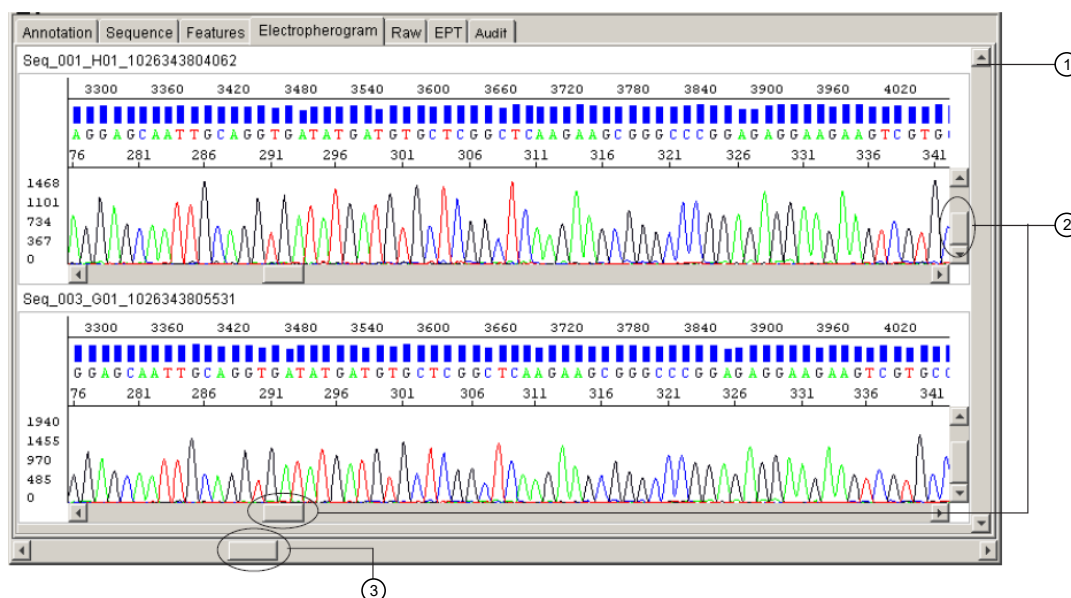 Annotation Sequence Features Electropherogram Raw EPT Audit
Seq_001_H01_1026343804062
3300 3360 3420 3480 3540 3600 3660 3720 3780 3840 3900 3960 4020
A G G A G C A A T T G C A G G T G A T A T G A T G T G C T C G G C T C A A G A A G C G G G C C C G G A G A G G A A G A A G T C G T G
76 281 286 291 296 301 306 311 316 321 326 331 336 341
1468
1101
734
367
0
Seq_003_G01_1026343805531
3300 3360 3420 3480 3540 3600 3660 3720 3780 3840 3900 3960 4020
G G A G C A A T T G C A G G T G A T A T G A T G T G C T C G G C T C A A G A A G C G G G C C C G G A G A G G A A G A A G T C G T G C
76 281 286 291 296 301 306 311 316 321 326 331 336 341
1940
1455
970
485
0
1
2
3